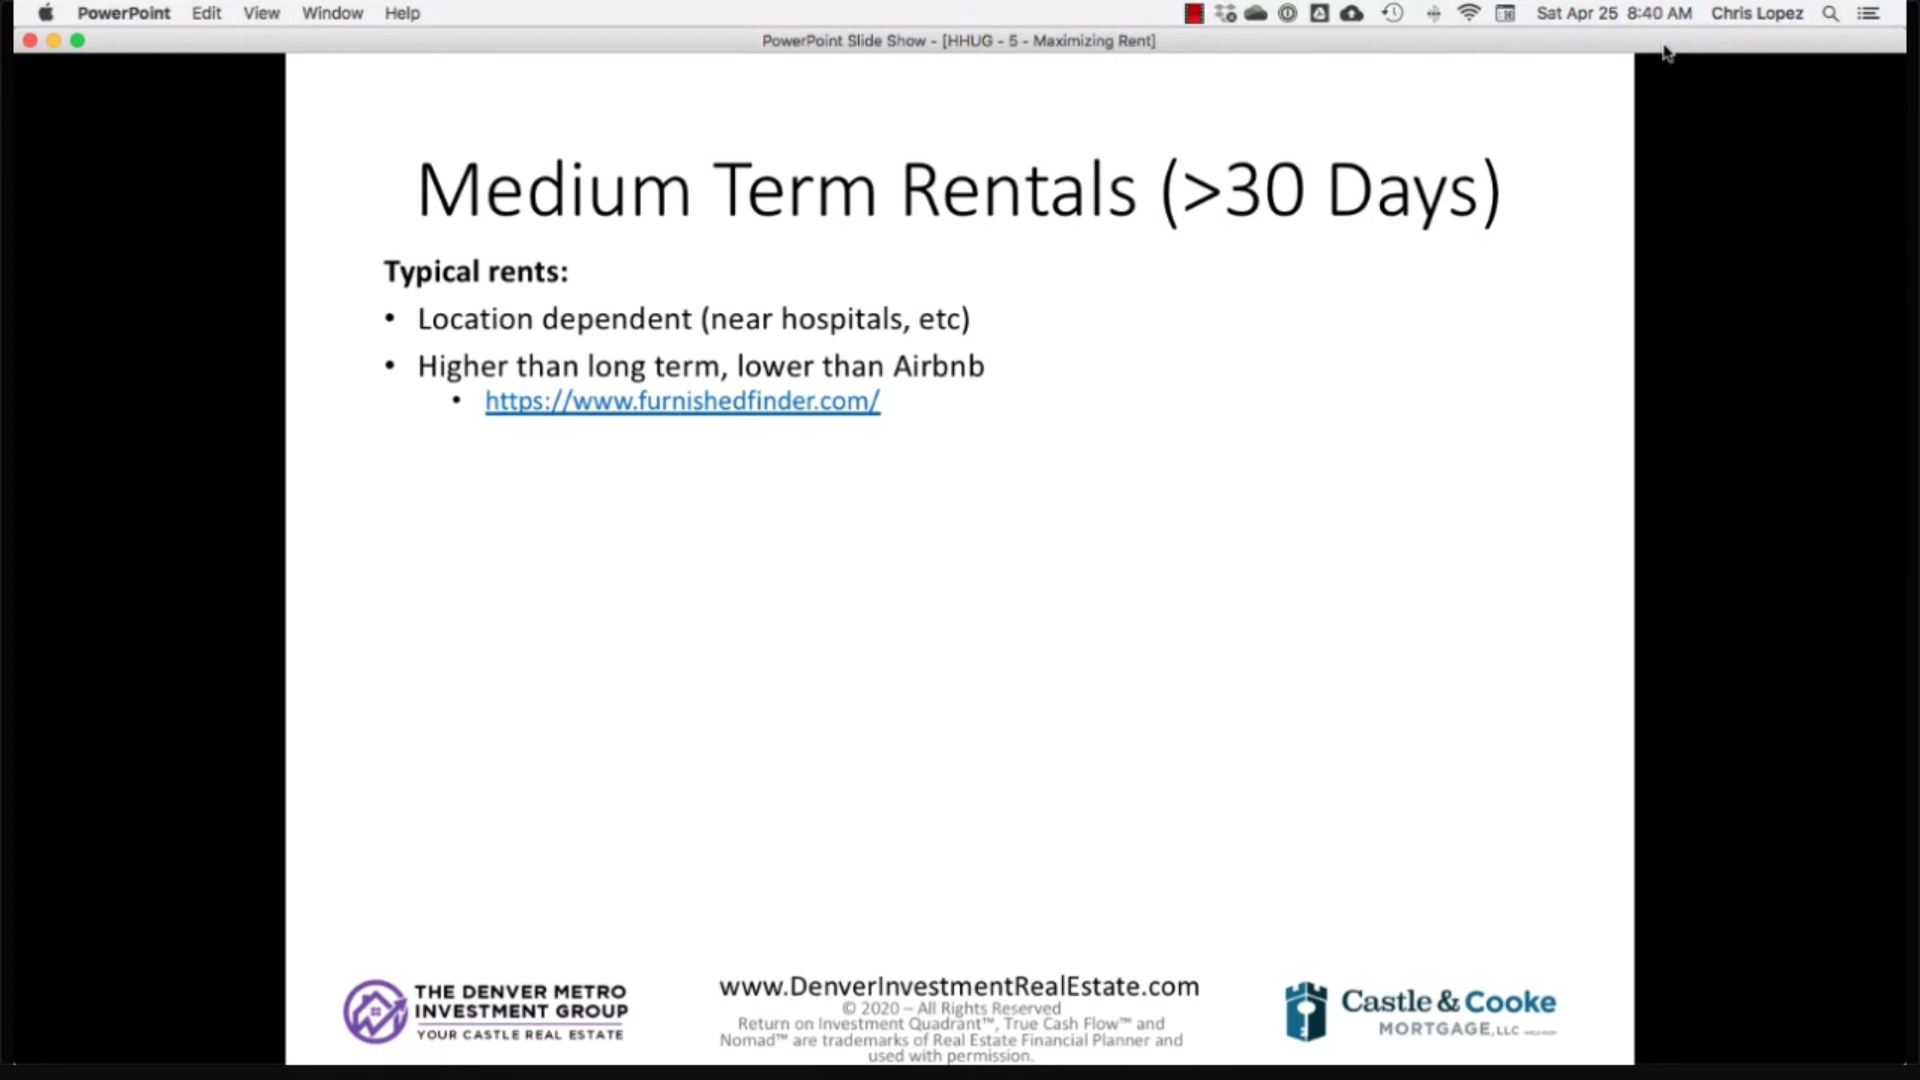 PowerPoint Edit View Window Help Sat Apr 25 8:40 AM Chris Lopez
PowerPoint Slide Show - [HHUG - 5 - Maximizing Rent]
Medium Term Rentals (>30 Days)
Typical rents:
• Location dependent (near hospitals, etc)
• Higher than long term, lower than Airbnb
• https://www.furnishedfinder.com/
THE DENVER METRO
INVESTMENT GROUP
YOUR CASTLE REAL ESTATE
www.DenverInvestmentRealEstate.com
© 2020 – All Rights Reserved
Return on Investment Quadrant™, True Cash Flow™ and
Nomad™ are trademarks of Real Estate Financial Planner and
used with permission.
Castle & Cooke
MORTGAGE, LLC